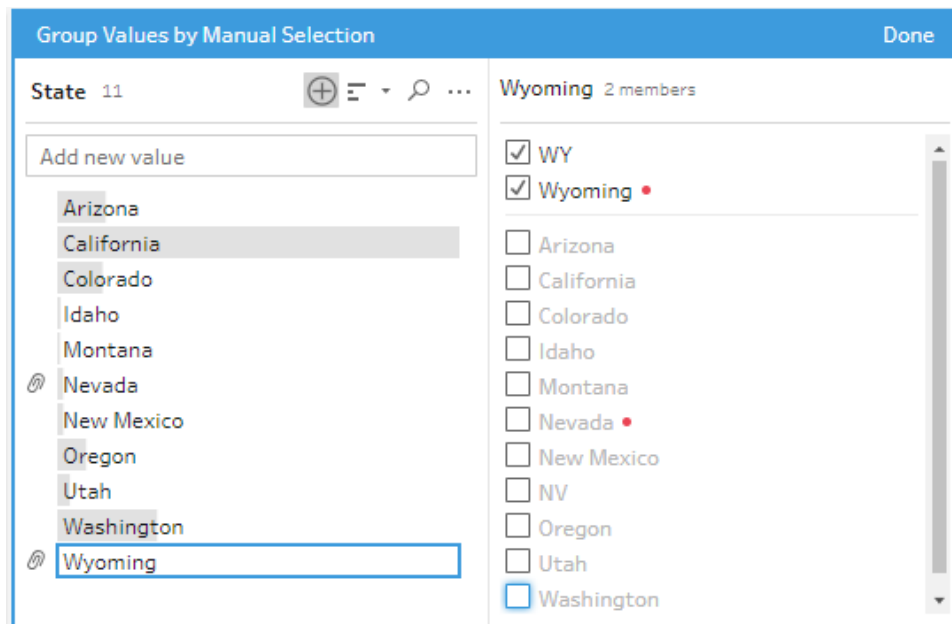 Group Values by Manual Selection Done
State 11
Add new value
Arizona
California
Colorado
Idaho
Montana
Nevada
New Mexico
Oregon
Utah
Washington
Wyoming
Wyoming 2 members
WY
Wyoming
Arizona
California
Colorado
Idaho
Montana
Nevada
New Mexico
NV
Oregon
Utah
Washington